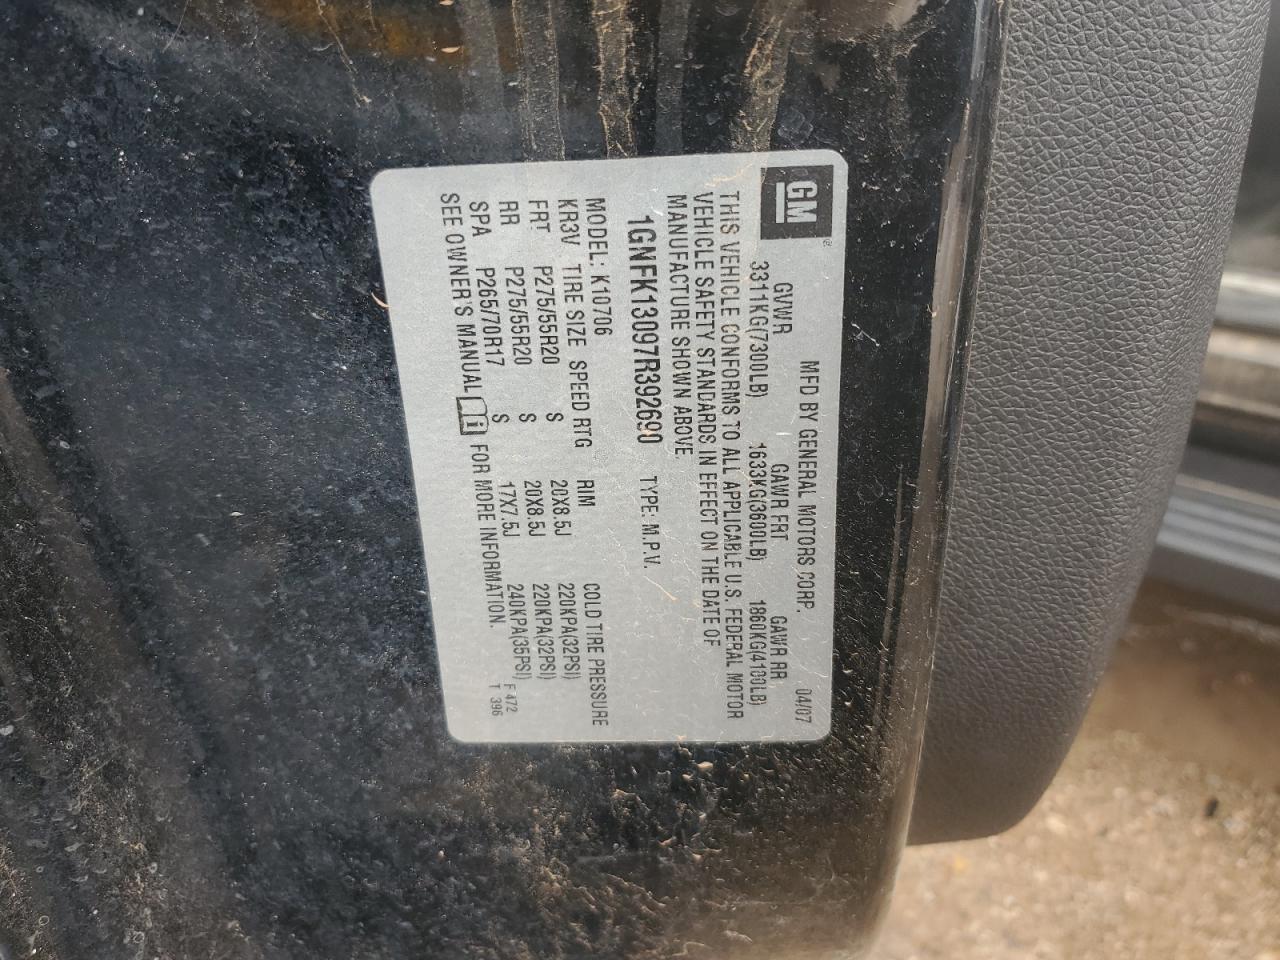 GM
MFD BY GENERAL MOTORS CORP. 04/07
GVWR GAWR FRT GAWR RR
3311KG(7300LB) 1633KG(3600LB) 1860KG(4100LB)
THIS VEHICLE CONFORMS TO ALL APPLICABLE U.S. FEDERAL MOTOR
VEHICLE SAFETY STANDARDS IN EFFECT ON THE DATE OF
MANUFACTURE SHOWN ABOVE.
1GNFK13097R392690 TYPE: M.P.V.
MODEL: K10706
KR3V TIRE SIZE SPEED RTG RIM COLD TIRE PRESSURE
FRT P275/55R20 S 20X8.5J 220KPA(32PSI)
RR P275/55R20 S 20X8.5J 220KPA(32PSI)
SPA P265/70R17 S 17X7.5J 240KPA(35PSI) F 472
SEE OWNER'S MANUAL i FOR MORE INFORMATION. T 396